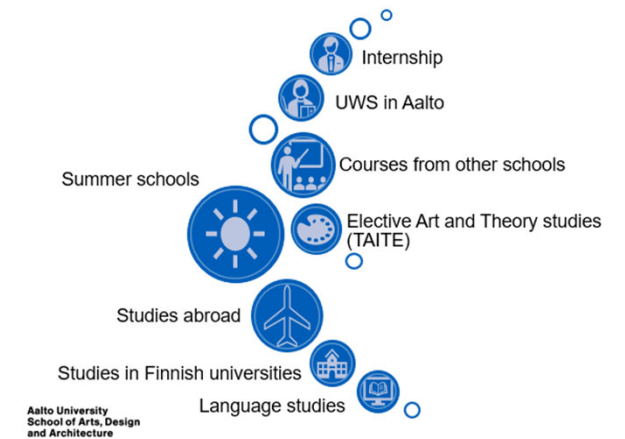 Internship
UWS in Aalto
Courses from other schools
Summer schools
Elective Art and Theory studies
(TAITE)
Studies abroad
Studies in Finnish universities
Language studies
Aalto University
School of Arts, Design
and Architecture